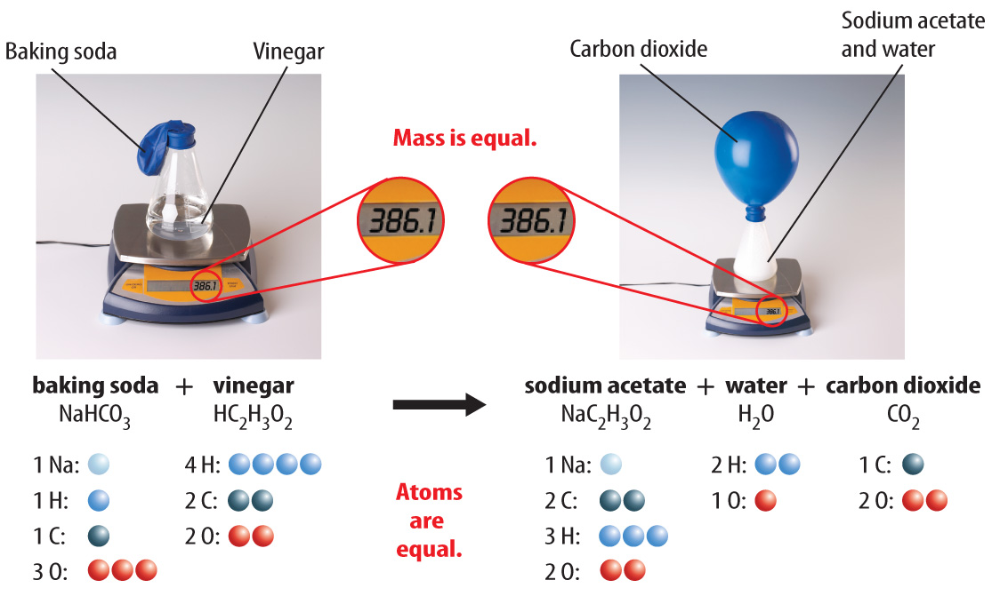 Baking soda
Vinegar
Carbon dioxide
Sodium acetate
and water
Mass is equal.
386.1
386.1
386.1
386.1
baking soda + vinegar
sodium acetate + water + carbon dioxide
NaHCO₃
HC₂H₃O₂
NaC₂H₃O₂
H₂O
CO₂
1 Na:
1 H:
1 C:
3 O:
4 H:
2 C:
2 O:
Atoms
are
equal.
1 Na:
2 C:
3 H:
2 O:
2 H:
1 O:
1 C:
2 O: